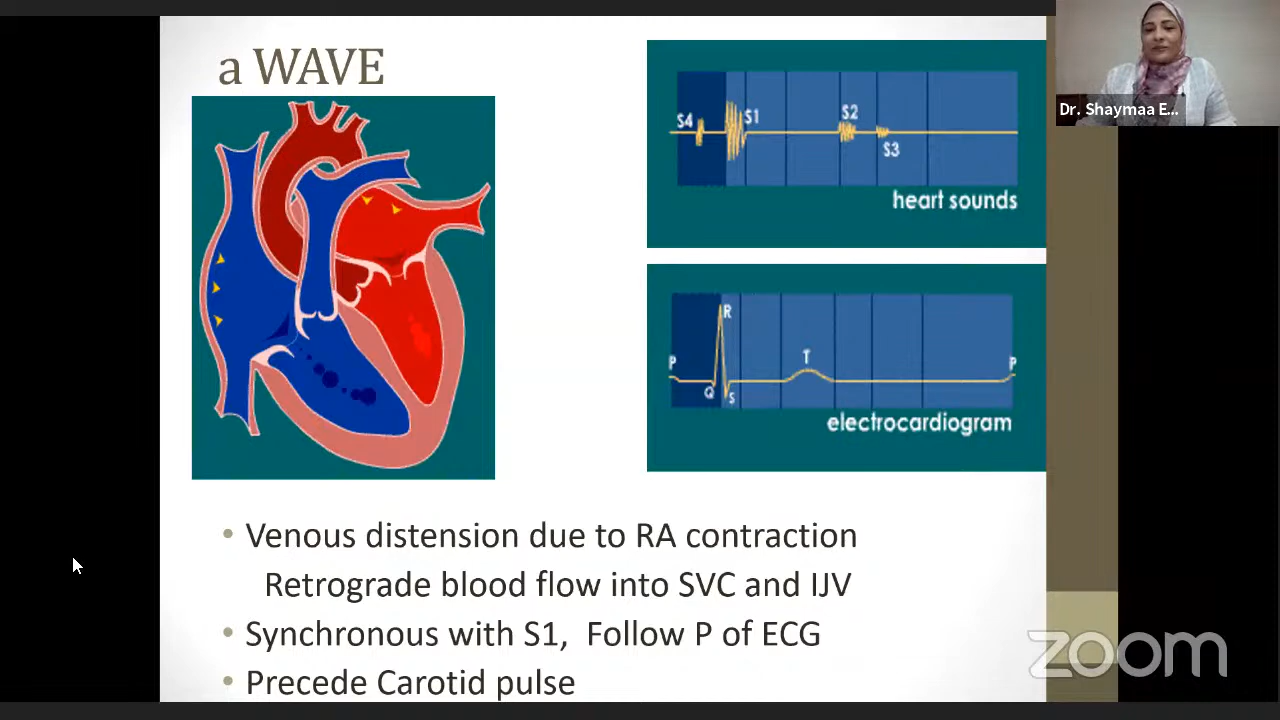 a WAVE
S4
S1
S2
S3
heart sounds
P
R
Q
S
T
P
electrocardiogram
Dr. Shaymaa E...
• Venous distension due to RA contraction
Retrograde blood flow into SVC and IJV
• Synchronous with S1,  Follow P of ECG
• Precede Carotid pulse
zoom